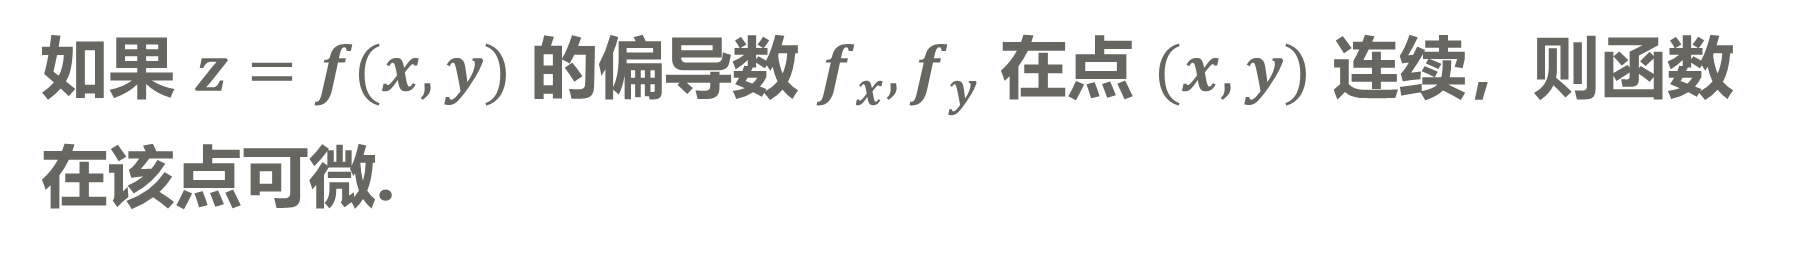 如果 z = f(x, y) 的偏导数 f_x, f_y 在点 (x, y) 连续，则函数
在该点可微.